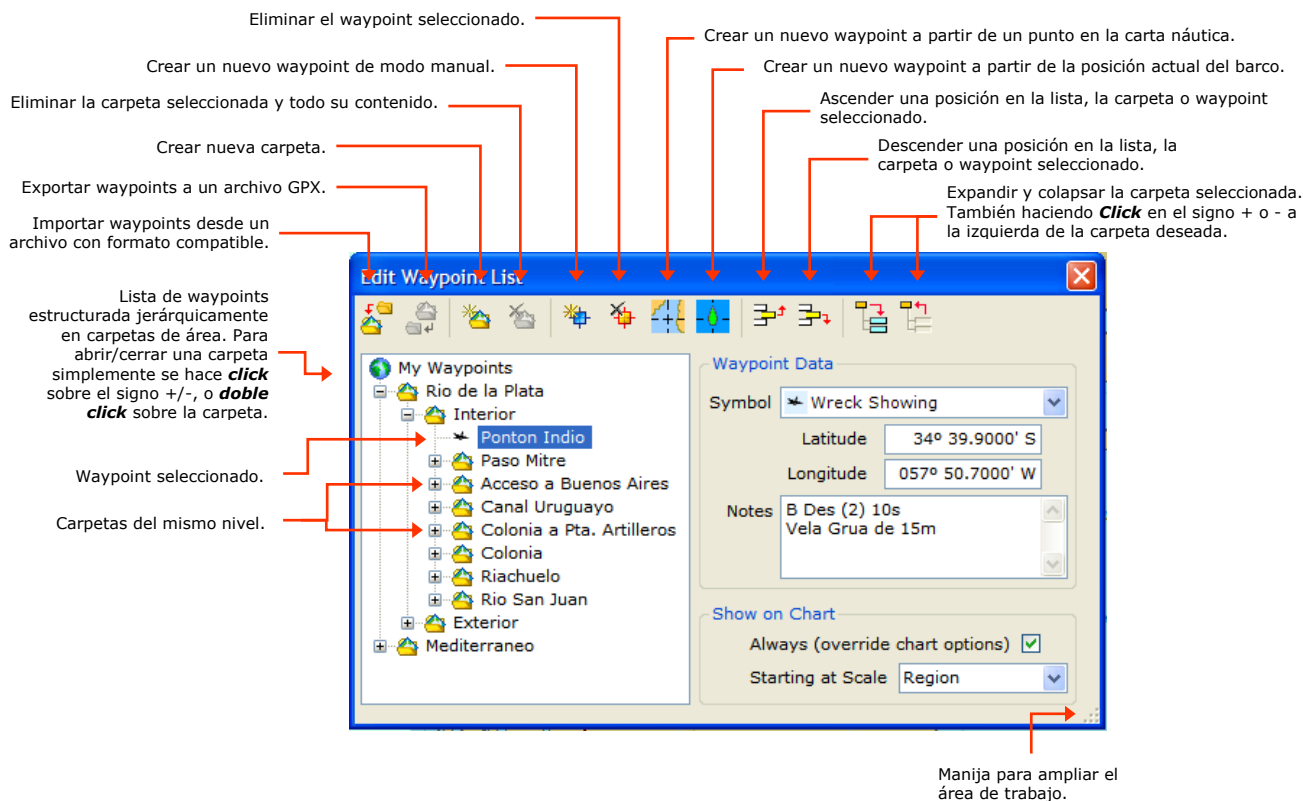 Eliminar el waypoint seleccionado.
Crear un nuevo waypoint a partir de un punto en la carta náutica.
Crear un nuevo waypoint de modo manual.
Crear un nuevo waypoint a partir de la posición actual del barco.
Eliminar la carpeta seleccionada y todo su contenido.
Ascender una posición en la lista, la carpeta o waypoint
seleccionado.
Crear nueva carpeta.
Descender una posición en la lista, la
carpeta o waypoint seleccionado.
Exportar waypoints a un archivo GPX.
Expandir y colapsar la carpeta seleccionada.
También haciendo Click en el signo + o - a
la izquierda de la carpeta deseada.
Importar waypoints desde un
archivo con formato compatible.
Edit Waypoint List
Lista de waypoints
estructurada jerárquicamente
en carpetas de área. Para
abrir/cerrar una carpeta
simplemente se hace click
sobre el signo +/-, o doble
click sobre la carpeta.
Waypoint seleccionado.
Carpetas del mismo nivel.
My Waypoints
Rio de la Plata
Interior
Ponton Indio
Paso Mitre
Acceso a Buenos Aires
Canal Uruguayo
Colonia a Pta. Artilleros
Colonia
Riachuelo
Rio San Juan
Exterior
Mediterraneo
Waypoint Data
Symbol Wreck Showing
Latitude 34º 39.9000' S
Longitude 057º 50.7000' W
Notes B Des (2) 10s
Vela Grua de 15m
Show on Chart
Always (override chart options)
Starting at Scale Region
Manija para ampliar el
área de trabajo.